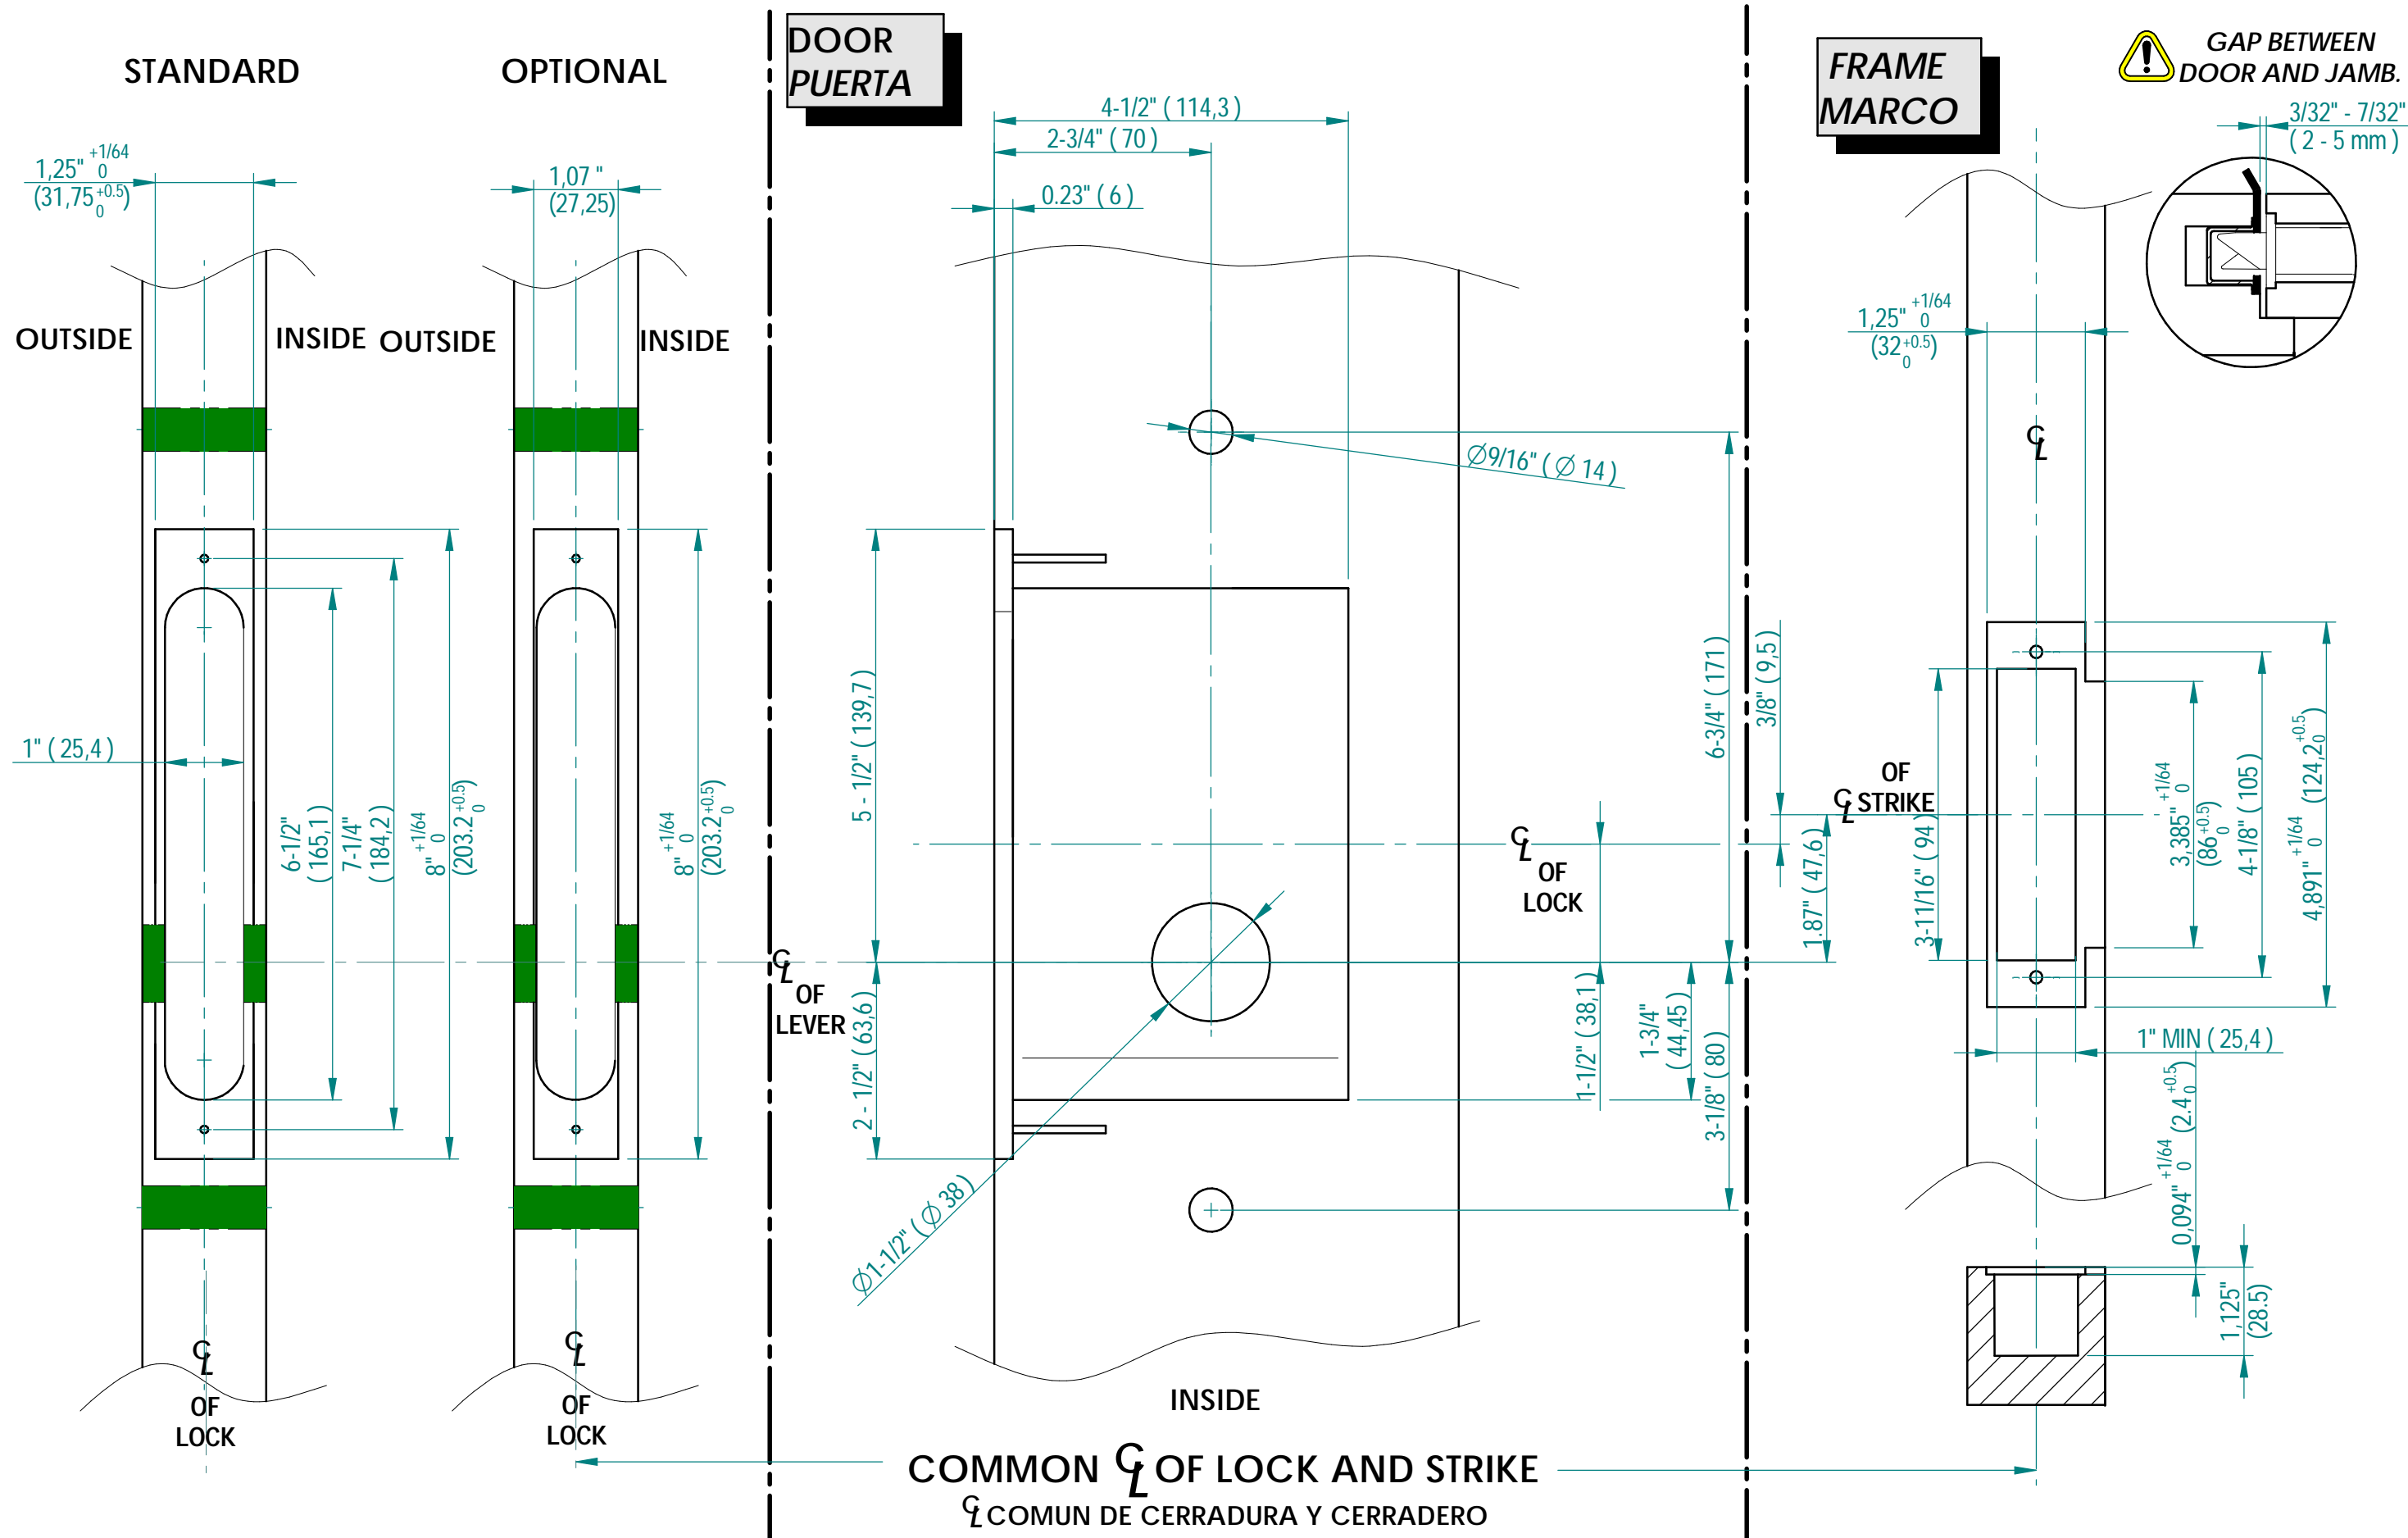 STANDARD
OPTIONAL
1,25" +1/64 0
(31,75 +0.5 0)
1,07 "
(27,25)
OUTSIDE
INSIDE
OUTSIDE
INSIDE
1" ( 25,4 )
6-1/2"
( 165,1 )
7-1/4"
( 184,2 )
8" +1/64 0
(203.2 +0.5 0)
8" +1/64 0
(203.2 +0.5 0)
℄
OF
LOCK
℄
OF
LOCK
DOOR
PUERTA
4-1/2" ( 114,3 )
2-3/4" ( 70 )
0.23" ( 6 )
∅9/16" ( ∅ 14 )
5 - 1/2" ( 139,7 )
2 - 1/2" ( 63,6 )
℄
OF
LEVER
∅1-1/2" ( ∅ 38 )
℄
OF
LOCK
6-3/4" ( 171 )
3/8" ( 9,5 )
1.87" ( 47,6 )
1-1/2" ( 38,1 )
1-3/4"
( 44,45 )
3-1/8" ( 80 )
INSIDE
COMMON ℄ OF LOCK AND STRIKE
℄ COMUN DE CERRADURA Y CERRADERO
FRAME
MARCO
GAP BETWEEN
DOOR AND JAMB.
3/32" - 7/32"
( 2 - 5 mm )
1,25" +1/64 0
(32 +0.5 0)
℄
OF
℄ STRIKE
3-11/16" ( 94 )
3,385" +1/64 0
(86 +0.5 0)
4-1/8" ( 105 )
4,891" +1/64 0 (124,2 +0.5 0)
1" MIN ( 25,4 )
0,094" +1/64 0 (2.4 +0.5 0)
1,125"
(28.5)